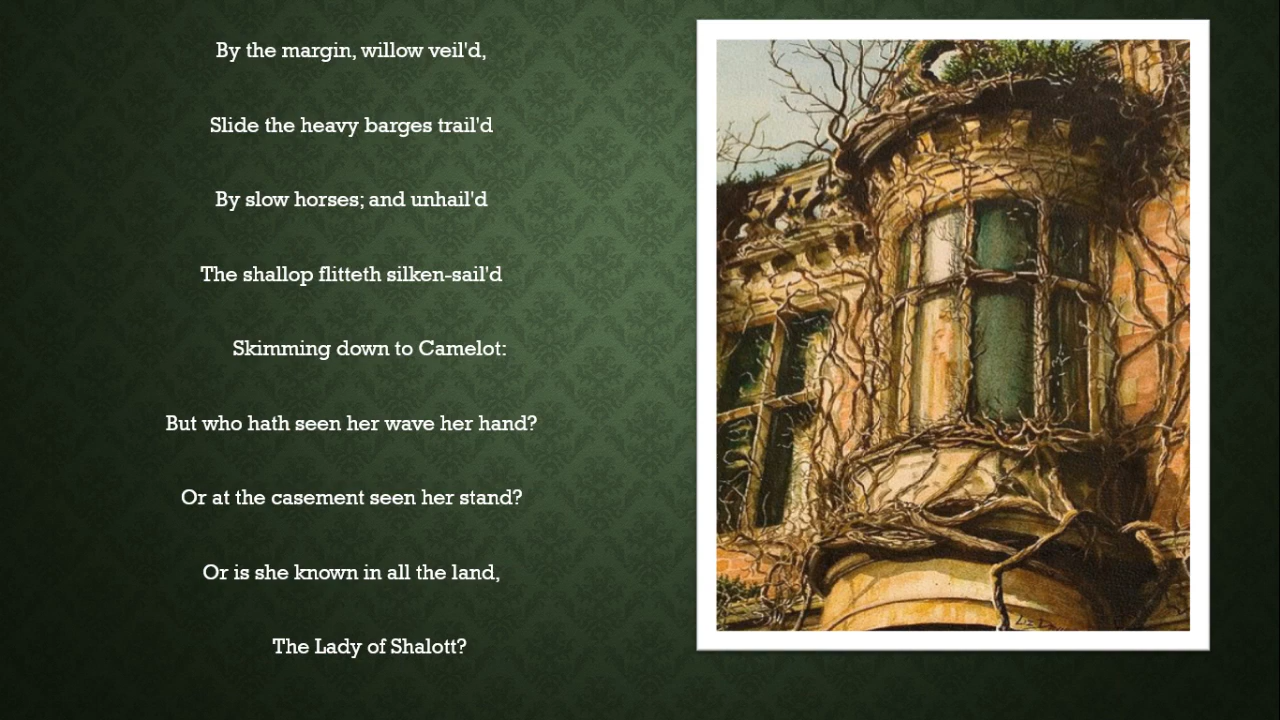 By the margin, willow veil'd,
Slide the heavy barges trail'd
By slow horses; and unhail'd
The shallop flitteth silken-sail'd
Skimming down to Camelot:
But who hath seen her wave her hand?
Or at the casement seen her stand?
Or is she known in all the land,
The Lady of Shalott?